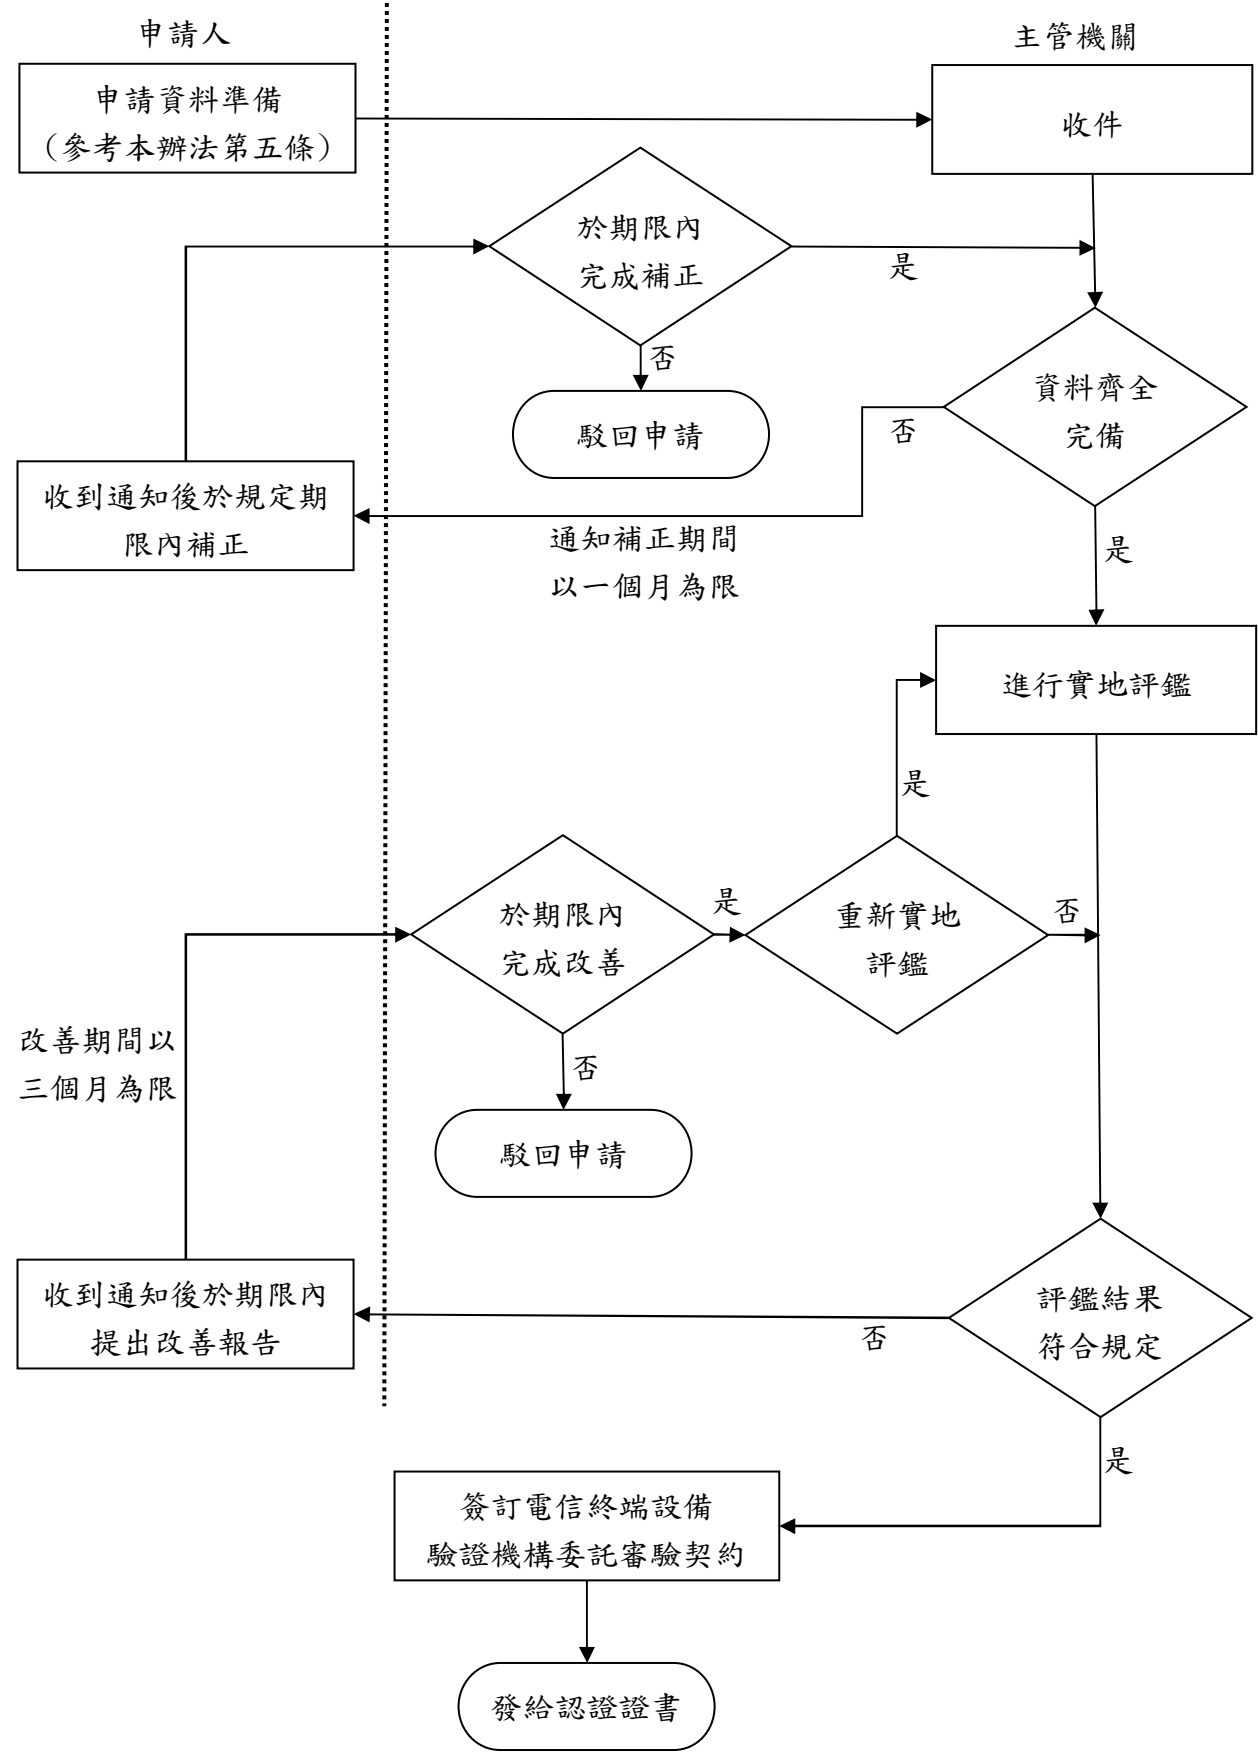 申請人
主管機關
申請資料準備
（參考本辦法第五條）
收件
於期限內
完成補正
是
否
駁回申請
資料齊全
完備
否
收到通知後於規定期
限內補正
通知補正期間
以一個月為限
是
進行實地評鑑
是
於期限內
完成改善
是
重新實地
評鑑
否
改善期間以
三個月為限
否
駁回申請
收到通知後於期限內
提出改善報告
否
評鑑結果
符合規定
是
簽訂電信終端設備
驗證機構委託審驗契約
發給認證證書